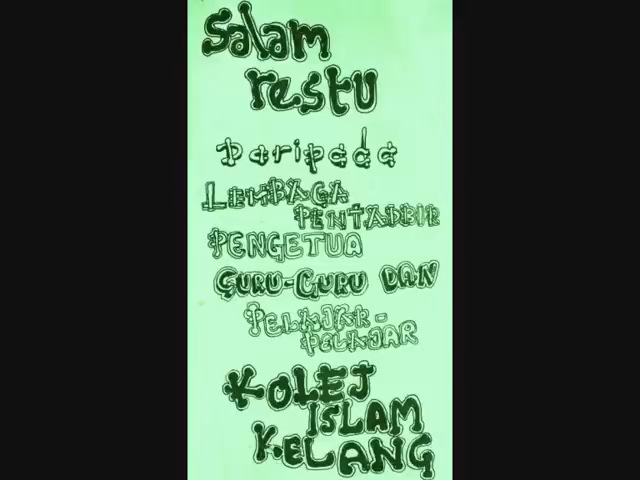 Salam
restu
Daripada
LEMBAGA
PENTADBIR
PENGETUA
GURU-GURU DAN
PELAJAR-
PELAJAR
KOLEJ
ISLAM
KELANG